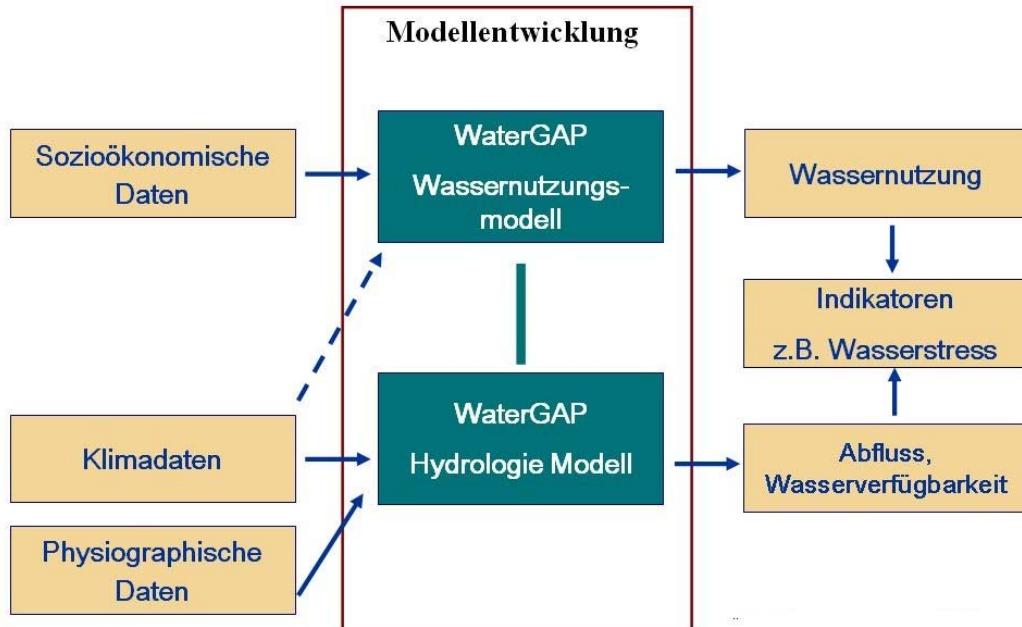 Modellentwicklung
Sozioökonomische
Daten
WaterGAP
Wassernutzungs-
modell
Wassernutzung
Indikatoren
z.B. Wasserstress
Klimadaten
WaterGAP
Hydrologie Modell
Abfluss,
Wasserverfügbarkeit
Physiographische
Daten